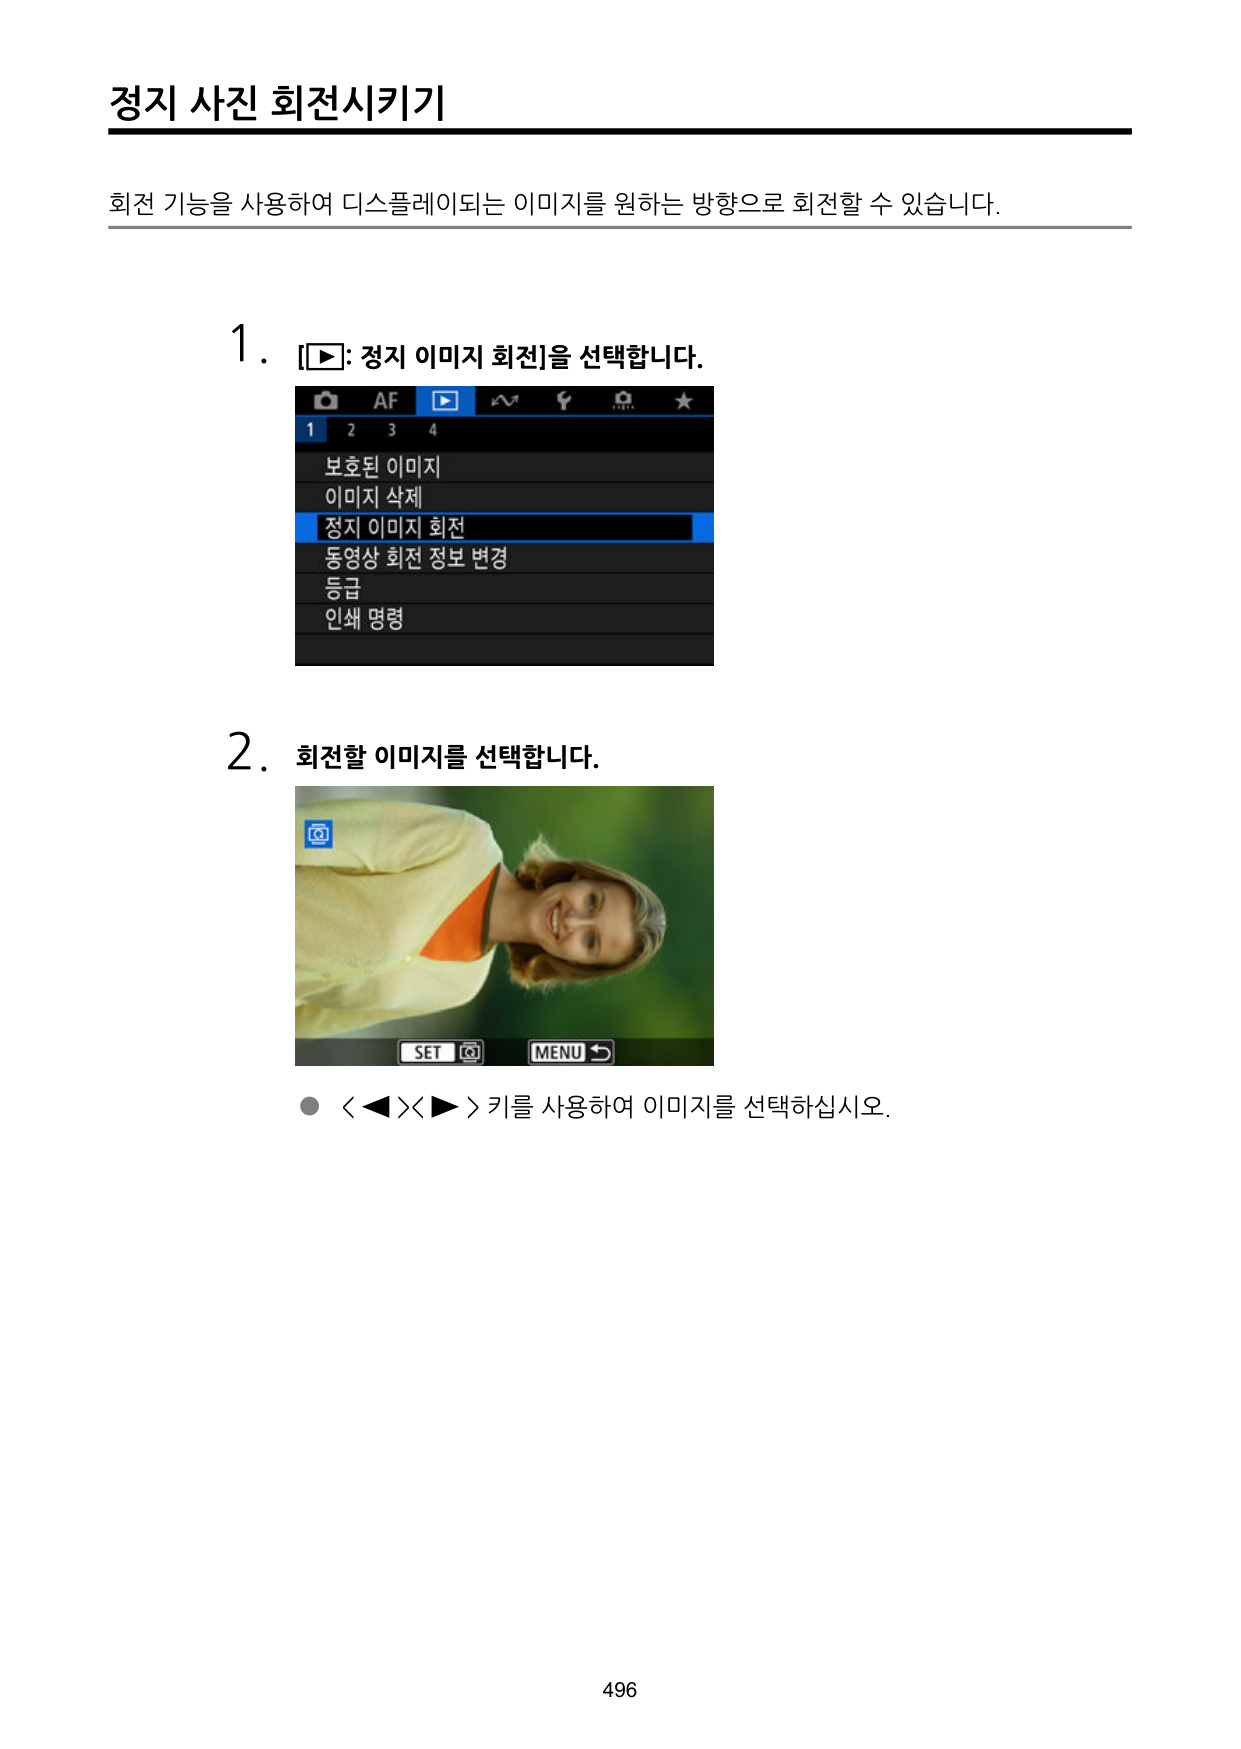 정지 사진 회전시키기
회전 기능을 사용하여 디스플레이되는 이미지를 원하는 방향으로 회전할 수 있습니다.
1. [▶: 정지 이미지 회전]을 선택합니다.
AF
1 2 3 4
보호된 이미지
이미지 삭제
정지 이미지 회전
동영상 회전 정보 변경
등급
인쇄 명령
2. 회전할 이미지를 선택합니다.
SET MENU
● <◀><▶> 키를 사용하여 이미지를 선택하십시오.
496